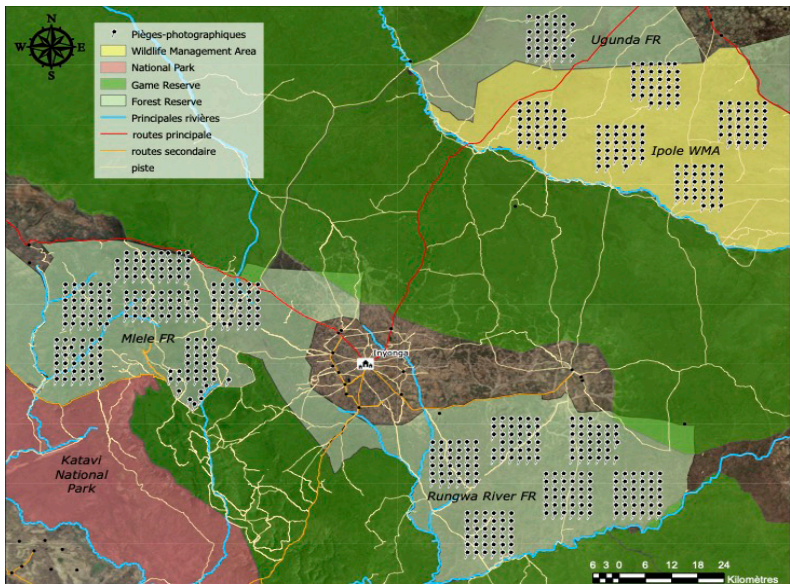 N
W E
S
Pièges-photographiques
Wildlife Management Area
National Park
Game Reserve
Forest Reserve
Principales rivières
routes principale
routes secondaire
piste
Ugunda FR
Ipole WMA
Mlele FR
Inyonga
Katavi
National
Park
Rungwa River FR
6 3 0 6 12 18 24
Kilomètres